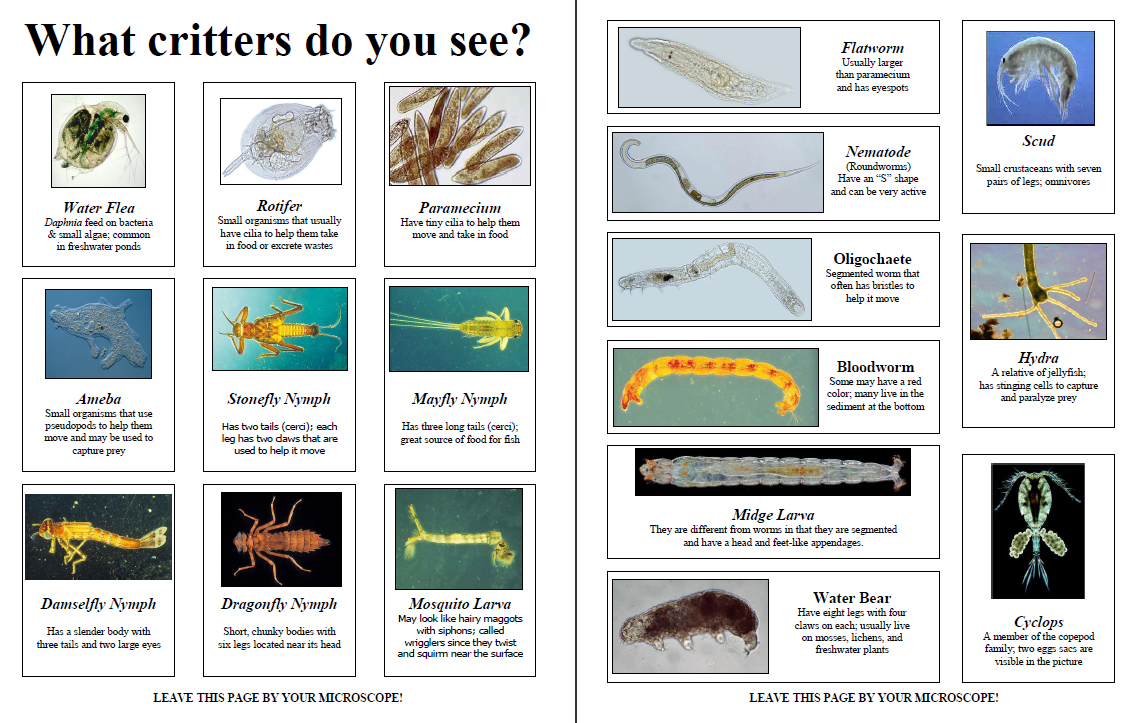 What critters do you see?
Water Flea
Daphnia feed on bacteria
& small algae; common
in freshwater ponds
Rotifer
Small organisms that usually
have cilia to help them take
in food or excrete wastes
Paramecium
Have tiny cilia to help them
move and take in food
Ameba
Small organisms that use
pseudopods to help them
move and may be used to
capture prey
Stonefly Nymph
Has two tails (cerci); each
leg has two claws that are
used to help it move
Mayfly Nymph
Has three long tails (cerci);
great source of food for fish
Damselfly Nymph
Has a slender body with
three tails and two large eyes
Dragonfly Nymph
Short, chunky bodies with
six legs located near its head
Mosquito Larva
May look like hairy maggots
with siphons; called
wrigglers since they twist
and squirm near the surface
LEAVE THIS PAGE BY YOUR MICROSCOPE!
Flatworm
Usually larger
than paramecium
and has eyespots
Nematode
(Roundworms)
Have an “S” shape
and can be very active
Oligochaete
Segmented worm that
often has bristles to
help it move
Bloodworm
Some may have a red
color; many live in the
sediment at the bottom
Midge Larva
They are different from worms in that they are segmented
and have a head and feet-like appendages.
Water Bear
Have eight legs with four
claws on each; usually live
on mosses, lichens, and
freshwater plants
Scud
Small crustaceans with seven
pairs of legs; omnivores
Hydra
A relative of jellyfish;
has stinging cells to capture
and paralyze prey
Cyclops
A member of the copepod
family; two eggs sacs are
visible in the picture
LEAVE THIS PAGE BY YOUR MICROSCOPE!